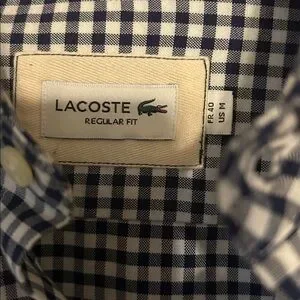 LACOSTE
REGULAR FIT
FR 40
US M